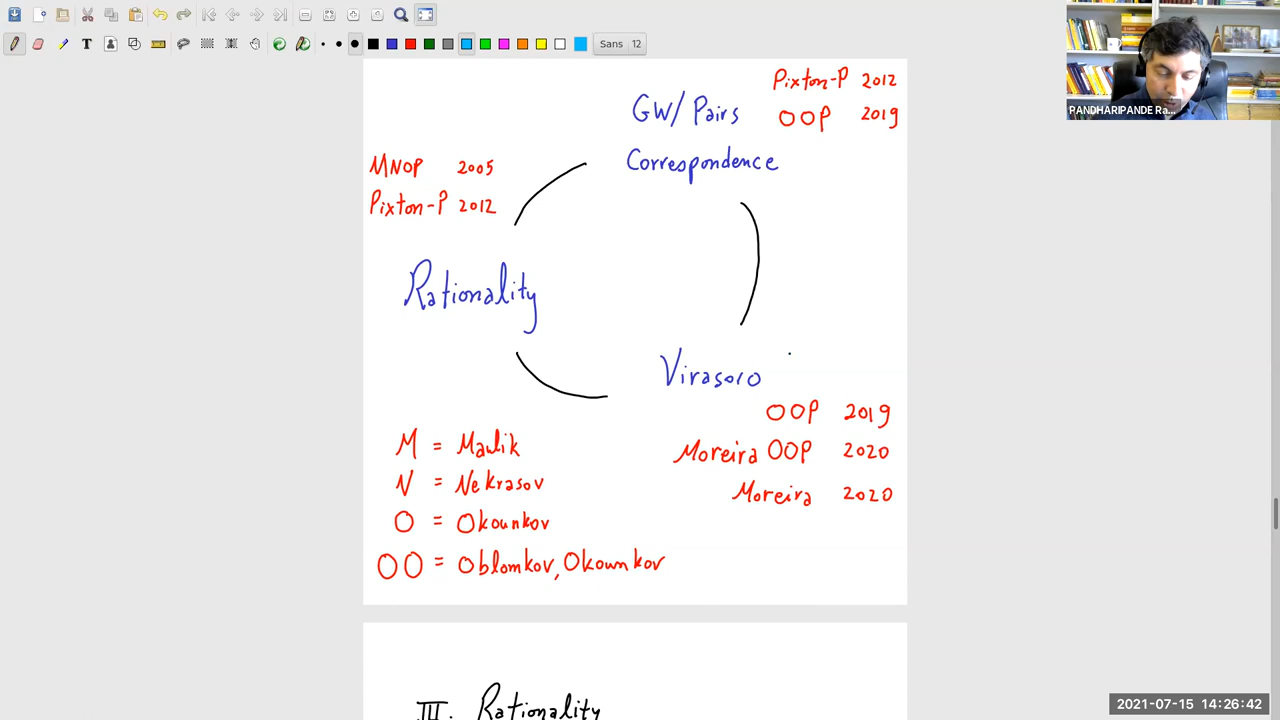 Sans 12
PANDHARIPANDE Ra...
Pixton-P 2012
GW/ Pairs OOP 2019
Correspondence
MNOP 2005
Pixton-P 2012
Rationality
Virasoro
OOP 2019
Moreira OOP 2020
Moreira 2020
M = Maulik
N = Nekrasov
O = Okounkov
OO = Oblomkov, Okounkov
III. Rationality
2021-07-15 14:26:42